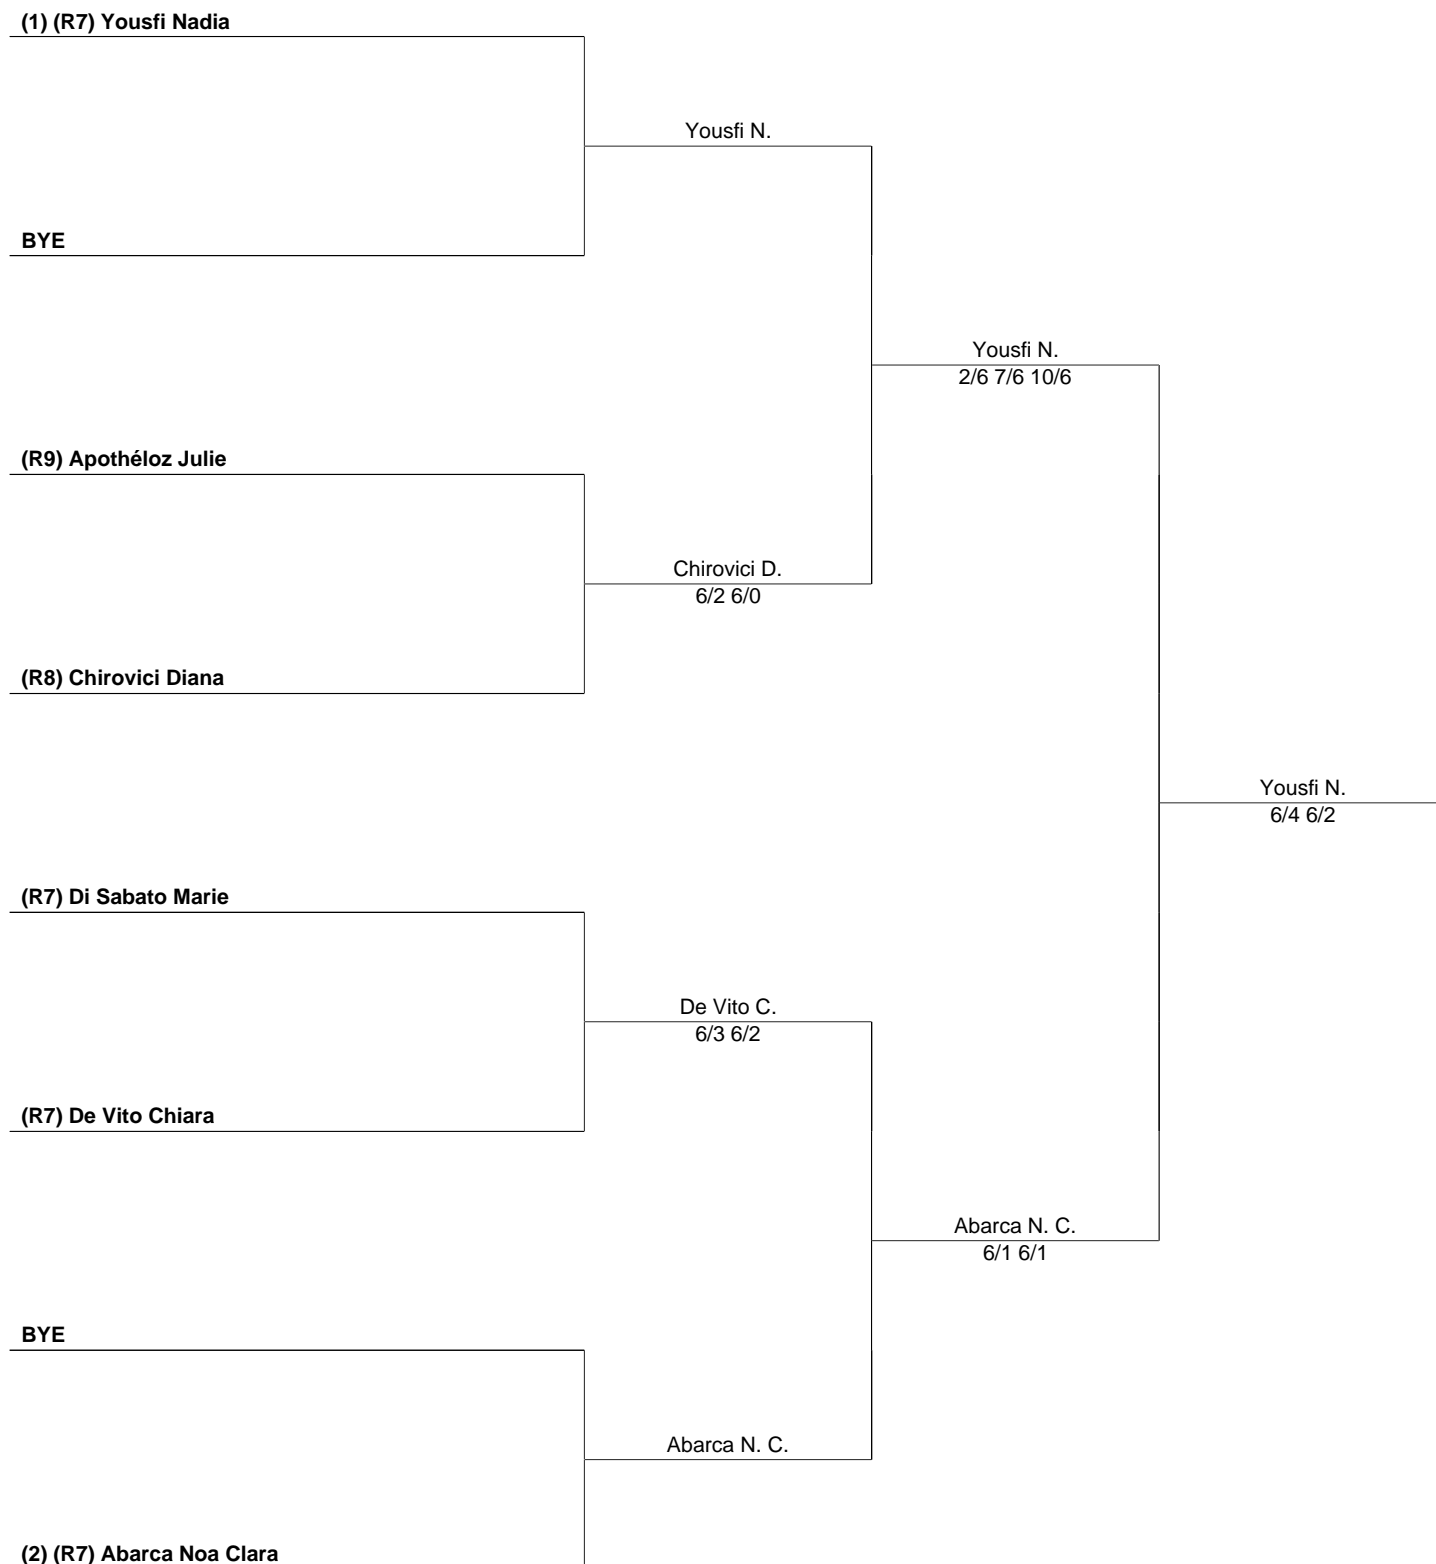 (1) (R7) Yousfi Nadia
Yousfi N.
BYE
Yousfi N.
2/6 7/6 10/6
(R9) Apothéloz Julie
Chirovici D.
6/2 6/0
(R8) Chirovici Diana
Yousfi N.
6/4 6/2
(R7) Di Sabato Marie
De Vito C.
6/3 6/2
(R7) De Vito Chiara
Abarca N. C.
6/1 6/1
BYE
Abarca N. C.
(2) (R7) Abarca Noa Clara